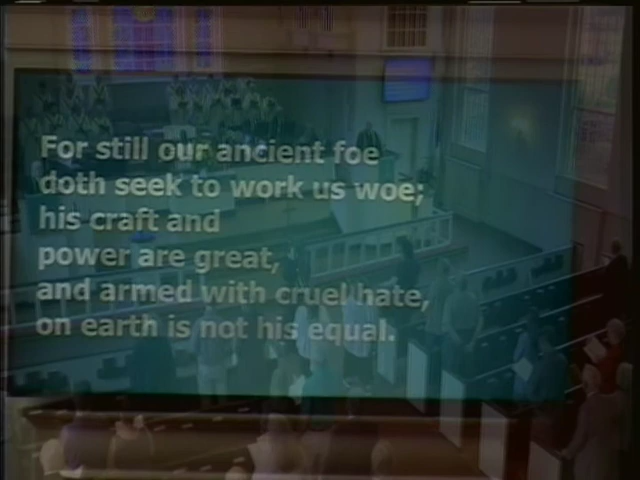 For still our ancient foe
doth seek to work us woe;
his craft and
power are great,
and armed with cruel hate,
on earth is not his equal.